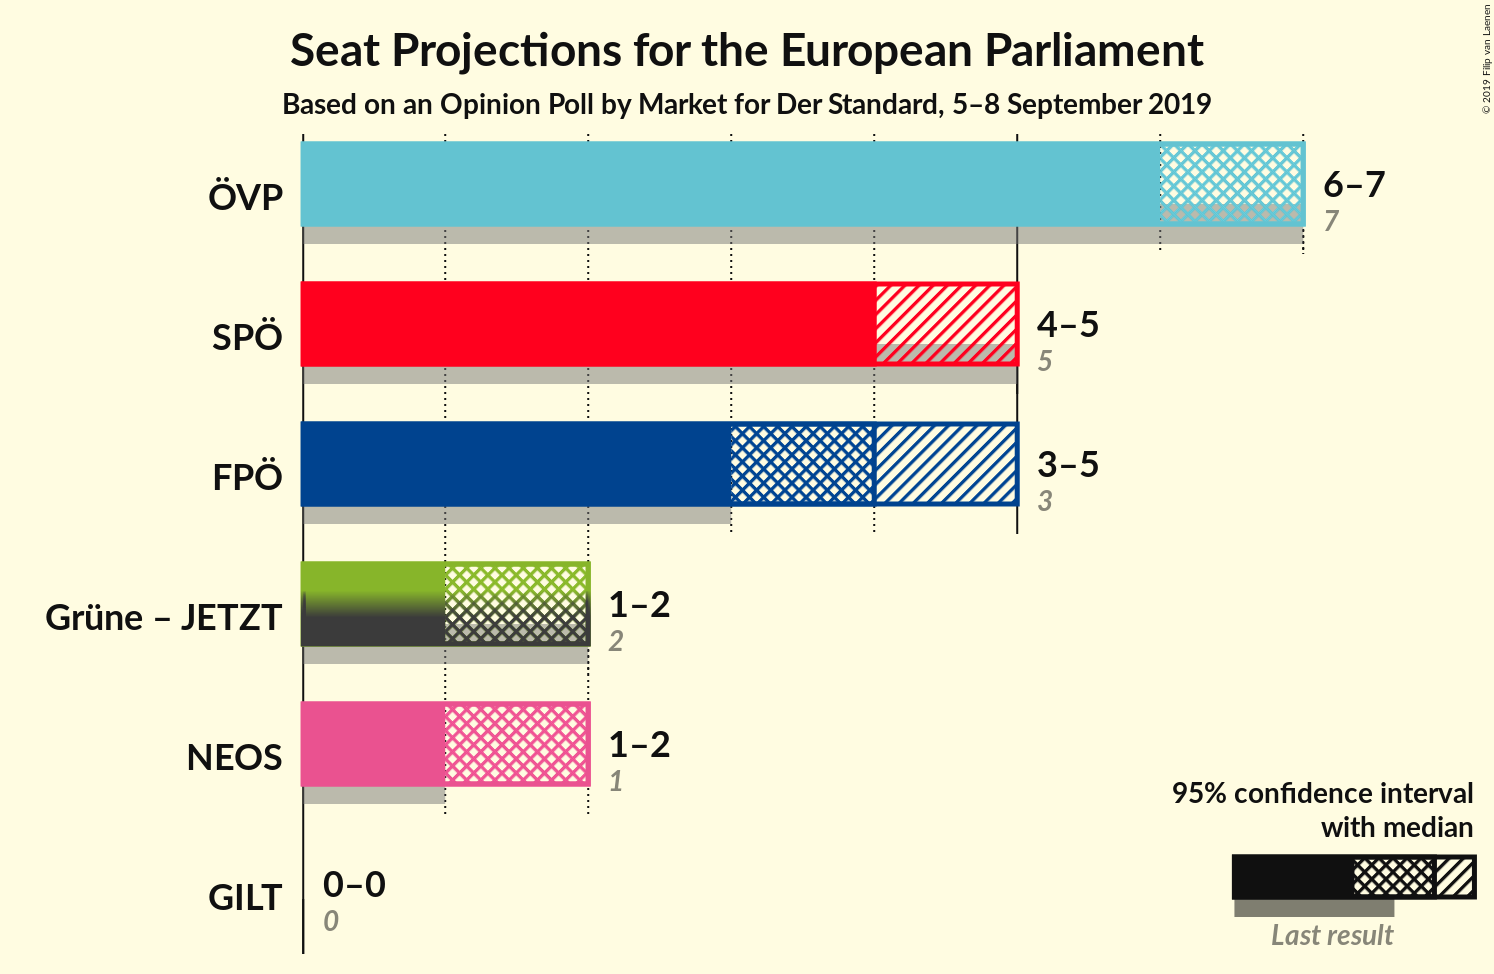 Seat Projections for the European Parliament
Based on an Opinion Poll by Market for Der Standard, 5–8 September 2019
© 2019 Filip van Laenen
ÖVP
6–7
7
SPÖ
4–5
5
FPÖ
3–5
3
Grüne – JETZT
1–2
2
NEOS
1–2
1
GILT
0–0
0
95% confidence interval
with median
Last result